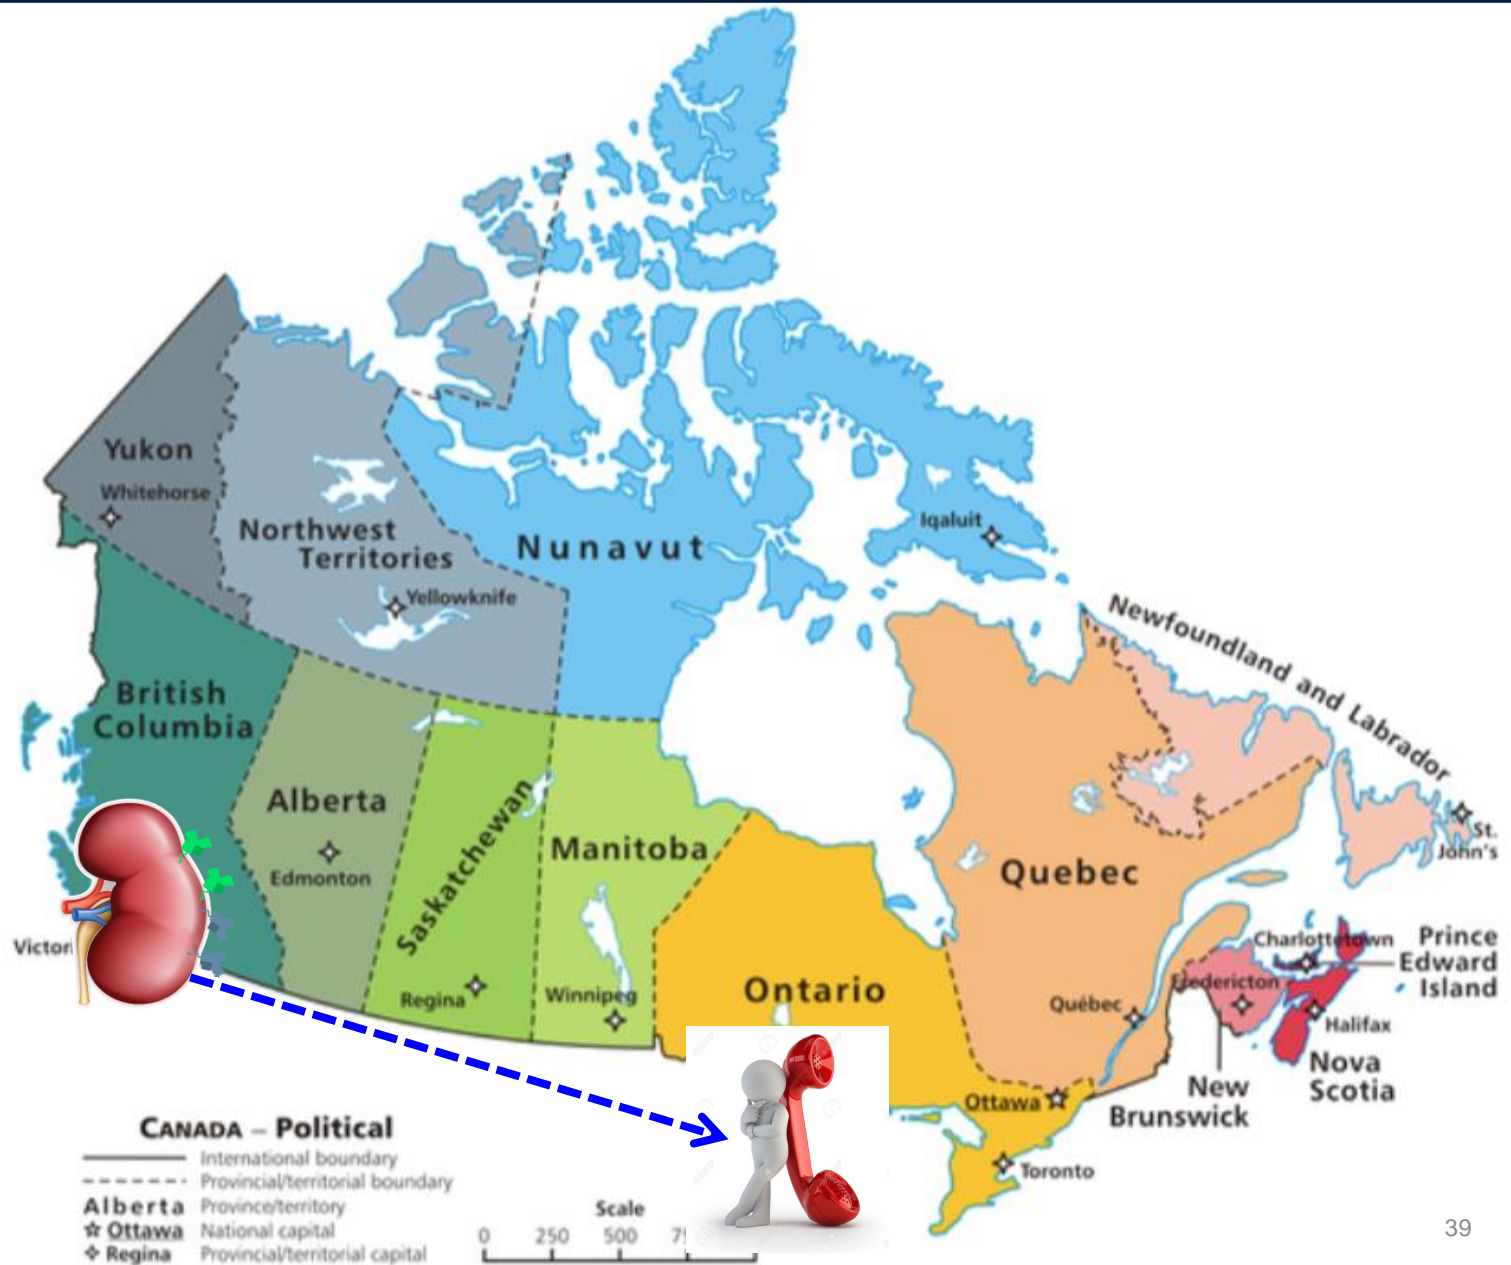 Yukon
Whitehorse
Northwest
Territories
Yellowknife
Nunavut
Iqaluit
Newfoundland and Labrador
St.
John's
British
Columbia
Alberta
Edmonton
Saskatchewan
Regina
Manitoba
Winnipeg
Ontario
Ottawa
Toronto
Quebec
Québec
Charlottetown
Prince
Edward
Island
Fredericton
Halifax
Nova
Scotia
New
Brunswick
Victori
CANADA – Political
International boundary
Provincial/territorial boundary
Alberta Province/territory
Ottawa National capital
Regina Provincial/territorial capital
Scale
0 250 500
39